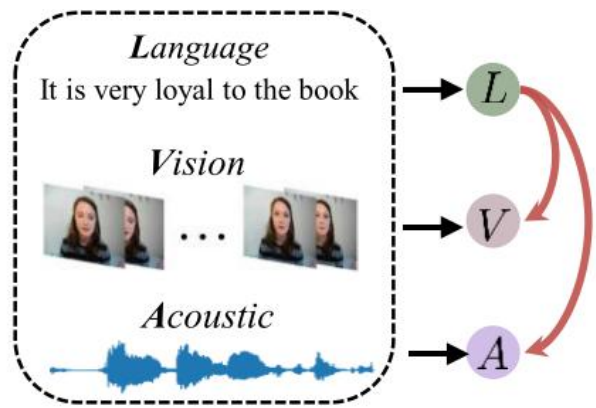 Language
It is very loyal to the book
L
Vision
...
V
Acoustic
A